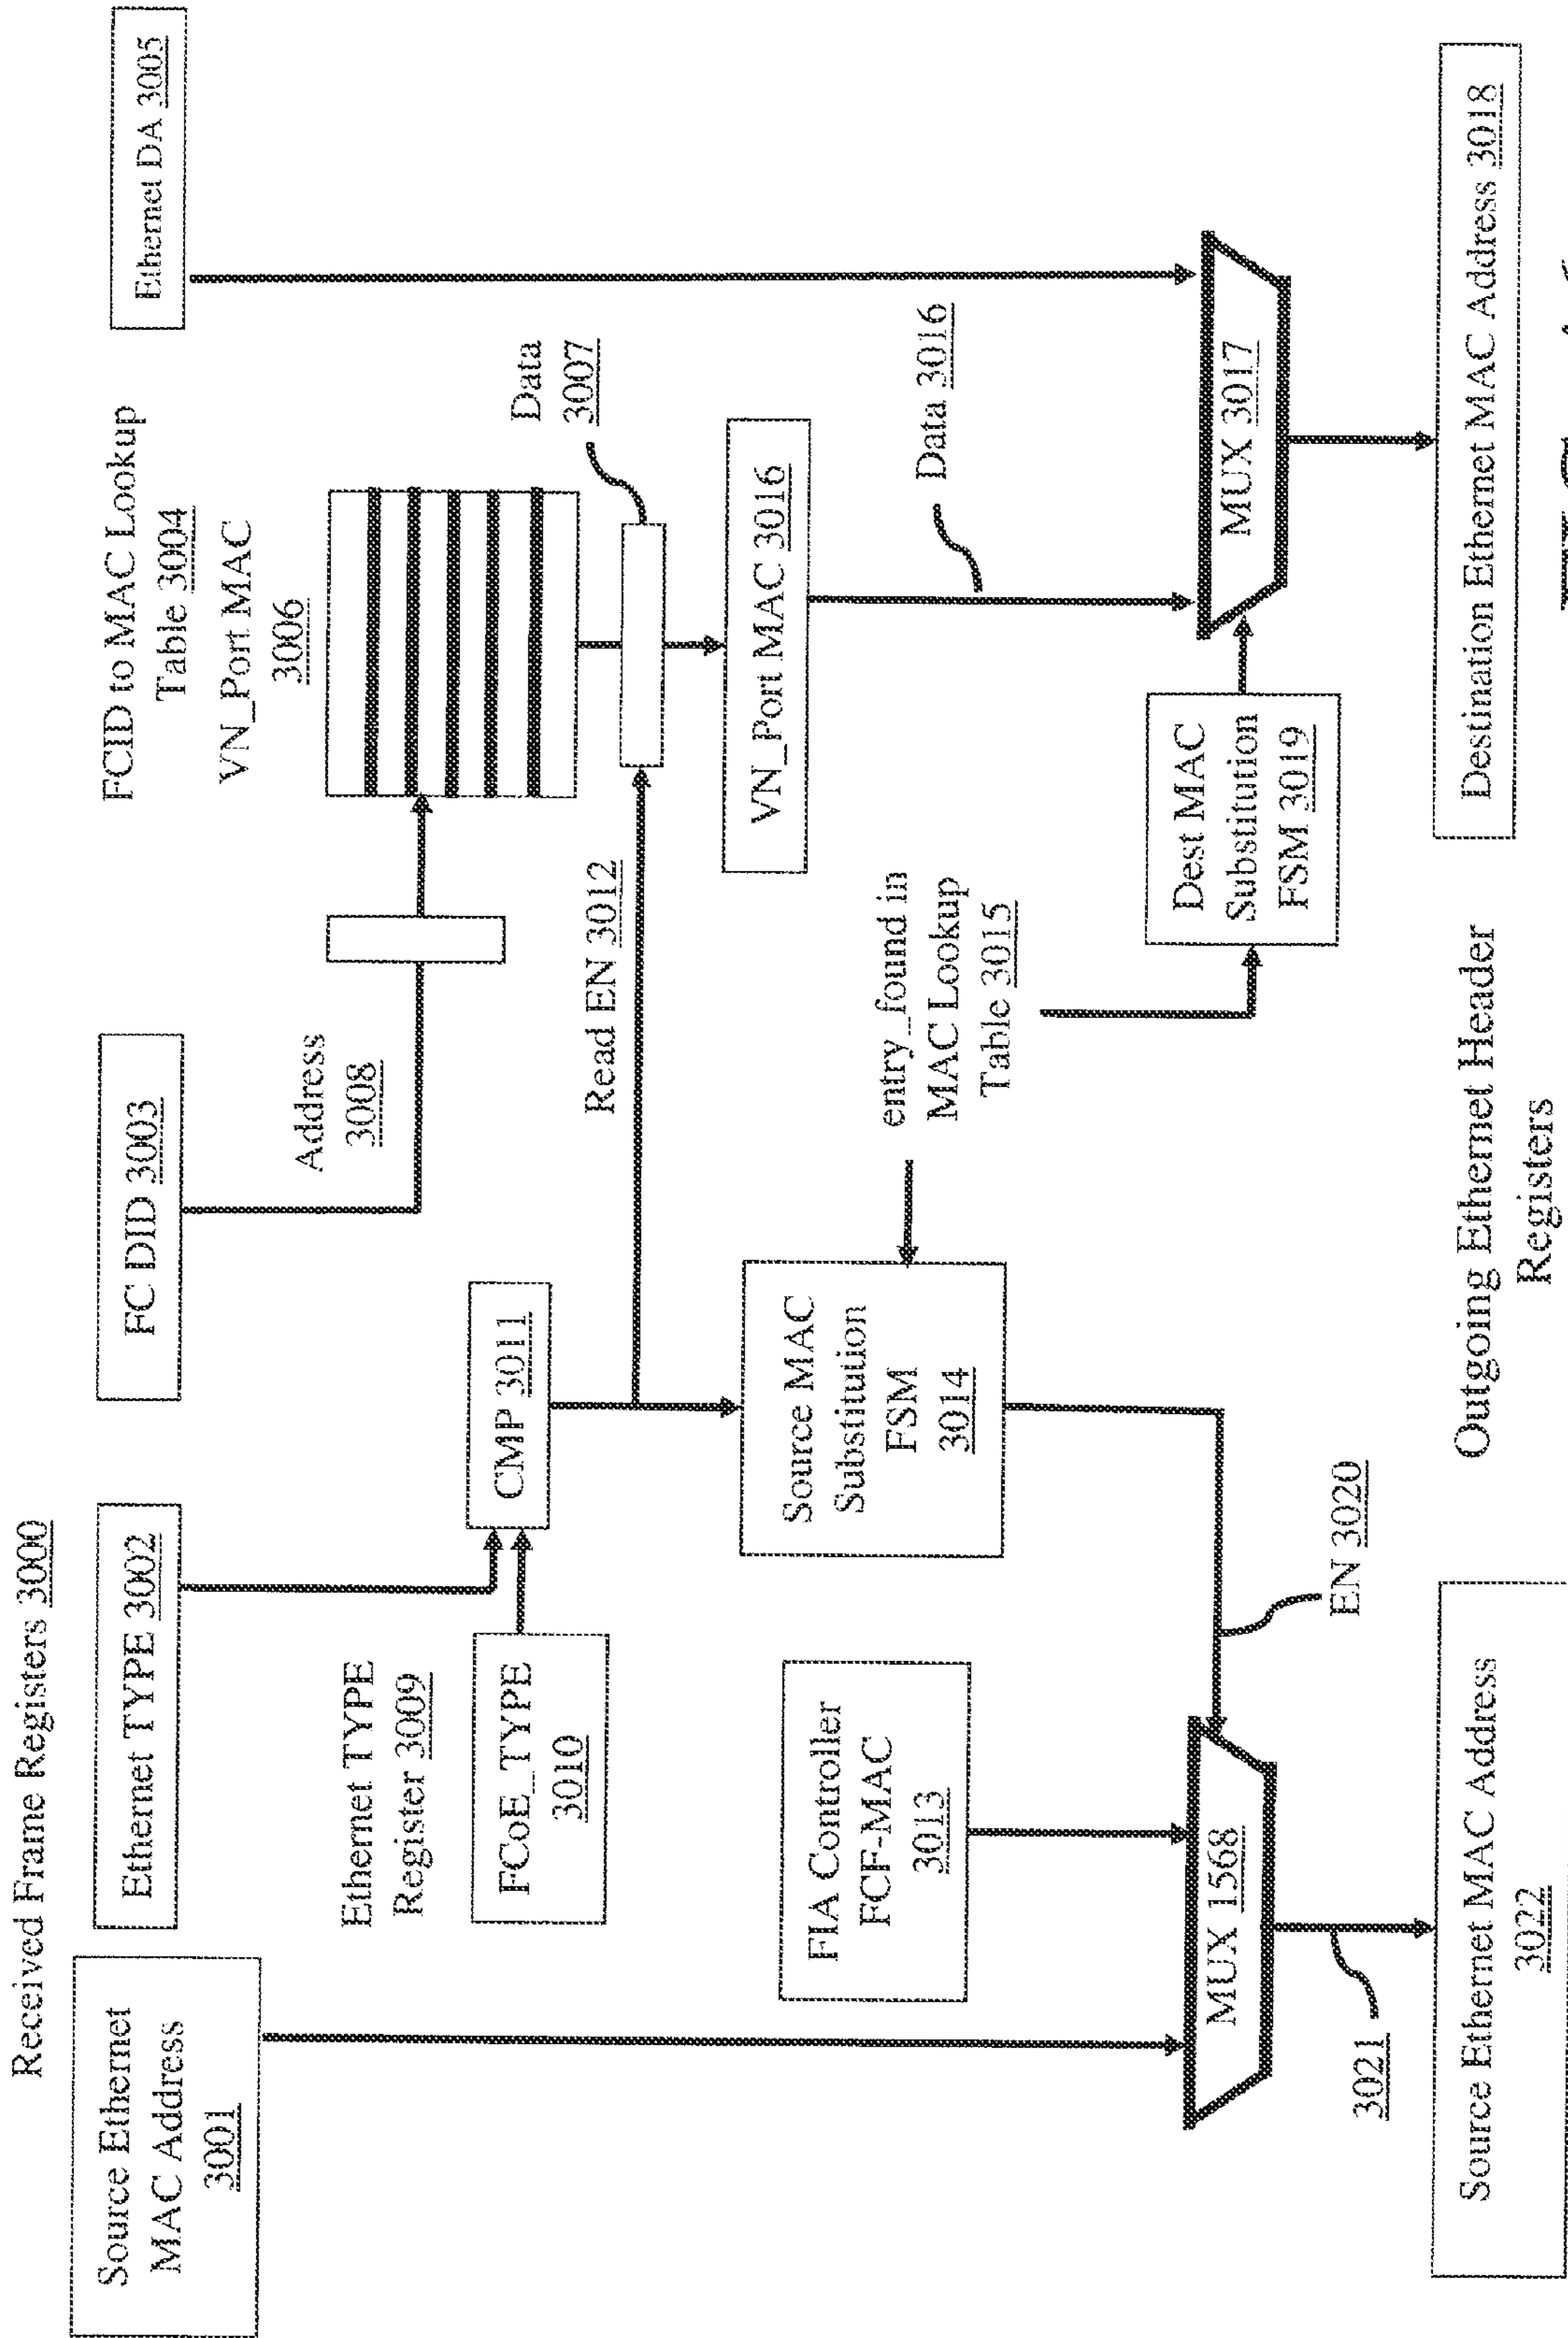 Received Frame Registers 3000
Source Ethernet
MAC Address
3001
Ethernet TYPE 3002
FC DID 3003
Ethernet DA 3005
FCID to MAC Lookup
Table 3004
VN_Port MAC
3006
Address
3008
Data
3007
Ethernet TYPE
Register 3009
FCoE_TYPE
3010
CMP 3011
Read EN 3012
VN_Port MAC 3016
FIA Controller
FCF-MAC
3013
Source MAC
Substitution
FSM
3014
entry_found in
MAC Lookup
Table 3015
Data 3016
Dest MAC
Substitution
FSM 3019
MUX 1568
MUX 3017
EN 3020
3021
Source Ethernet MAC Address
3022
Outgoing Ethernet Header
Registers
Destination Ethernet MAC Address 3018